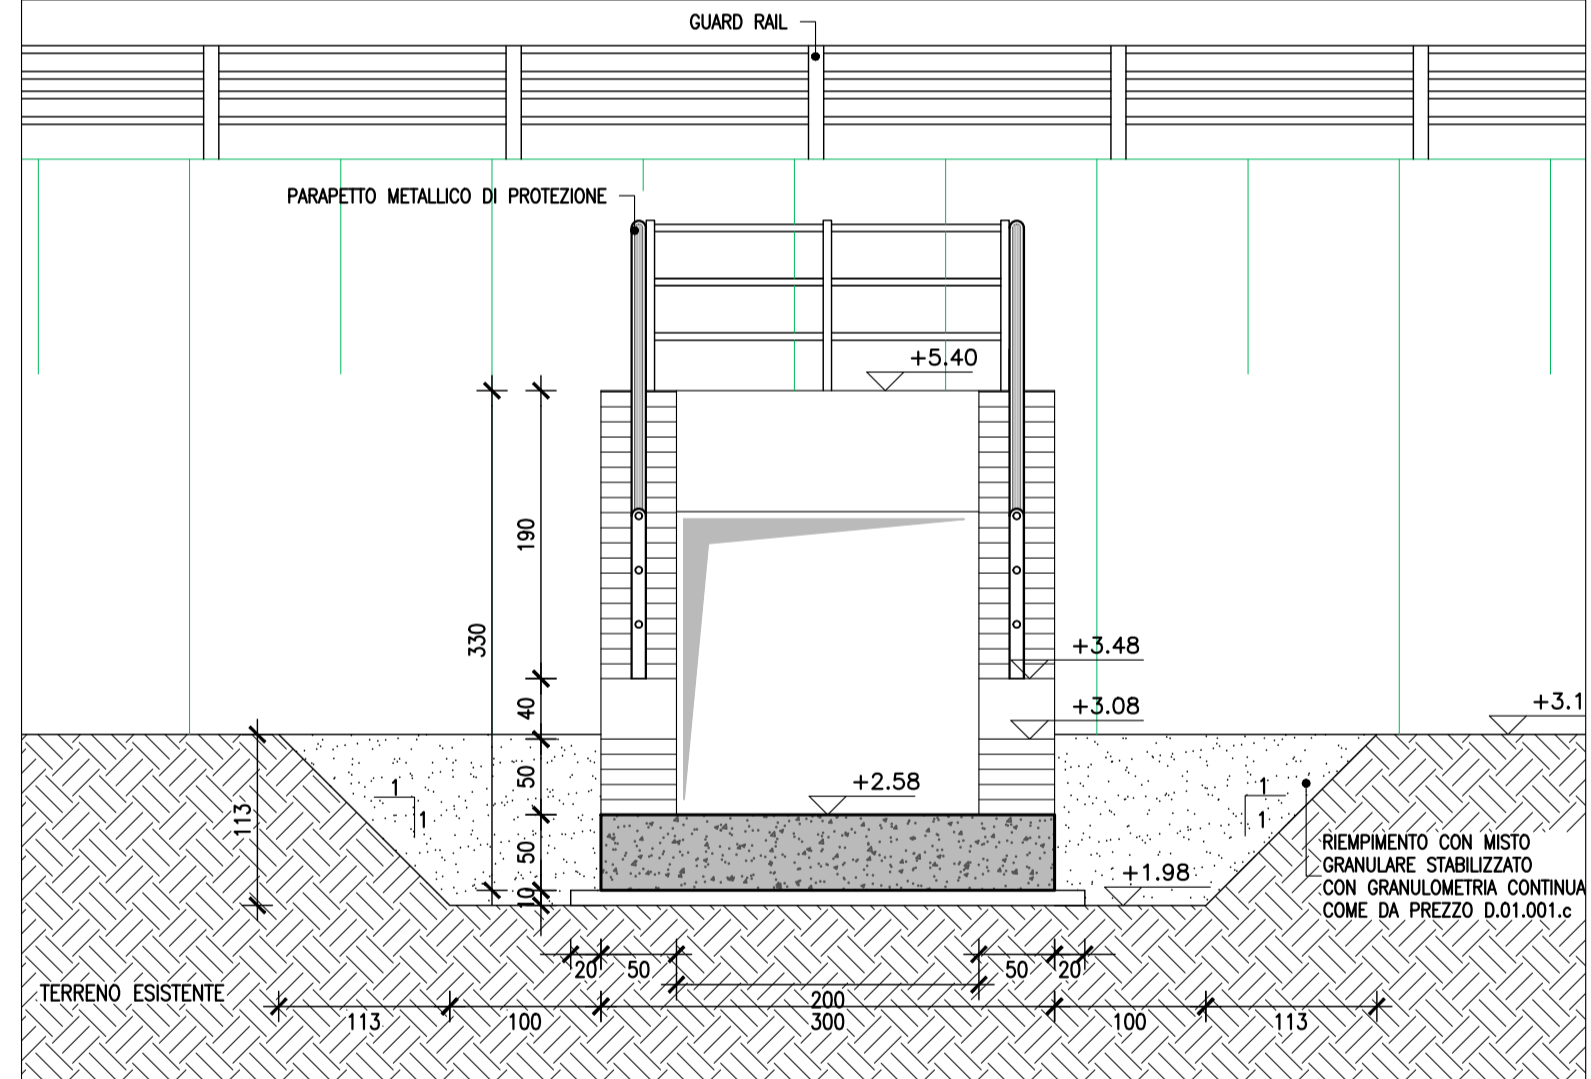 GUARD RAIL
PARAPETTO METALLICO DI PROTEZIONE
+5.40
190
330
+3.48
40
+3.08
+3.1
50
+2.58
1
1
1
1
113
50
+1.98
10
RIEMPIMENTO CON MISTO
GRANULARE STABILIZZATO
CON GRANULOMETRIA CONTINUA
COME DA PREZZO D.01.001.c
20 50 50 20
TERRENO ESISTENTE
200
113 100 300 100 113